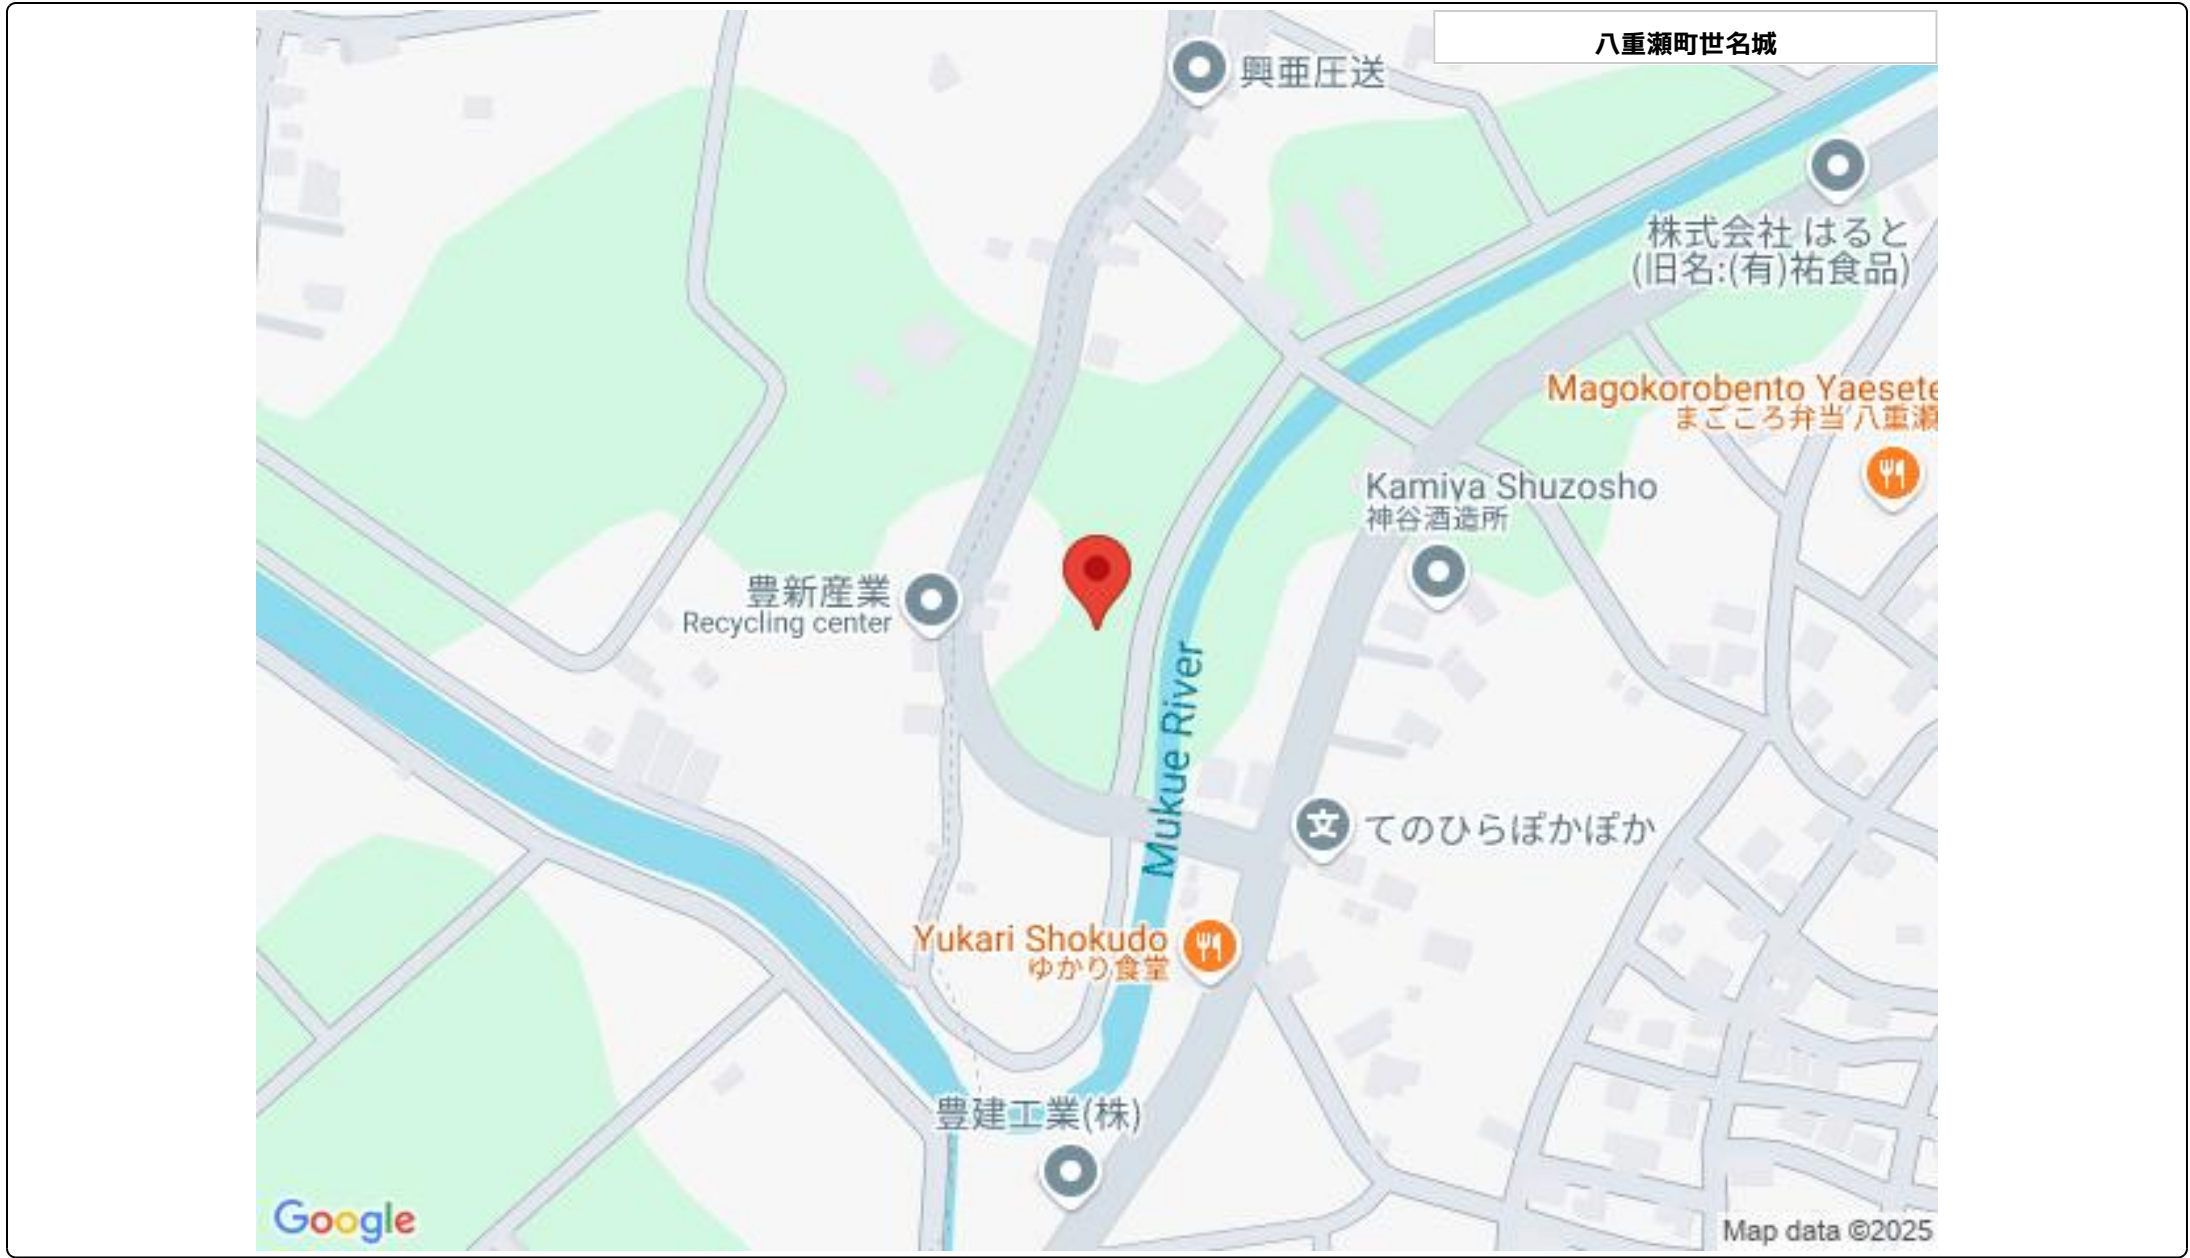 八重瀬町世名城
興亜圧送
株式会社 はると
(旧名:(有)祐食品)
Magokorobento Yaesete
まごころ弁当 八重瀬
Kamiya Shuzosho
神谷酒造所
豊新産業
Recycling center
Mukue River
てのひらぽかぽか
Yukari Shokudo
ゆかり食堂
豊建工業(株)
Google
Map data ©2025